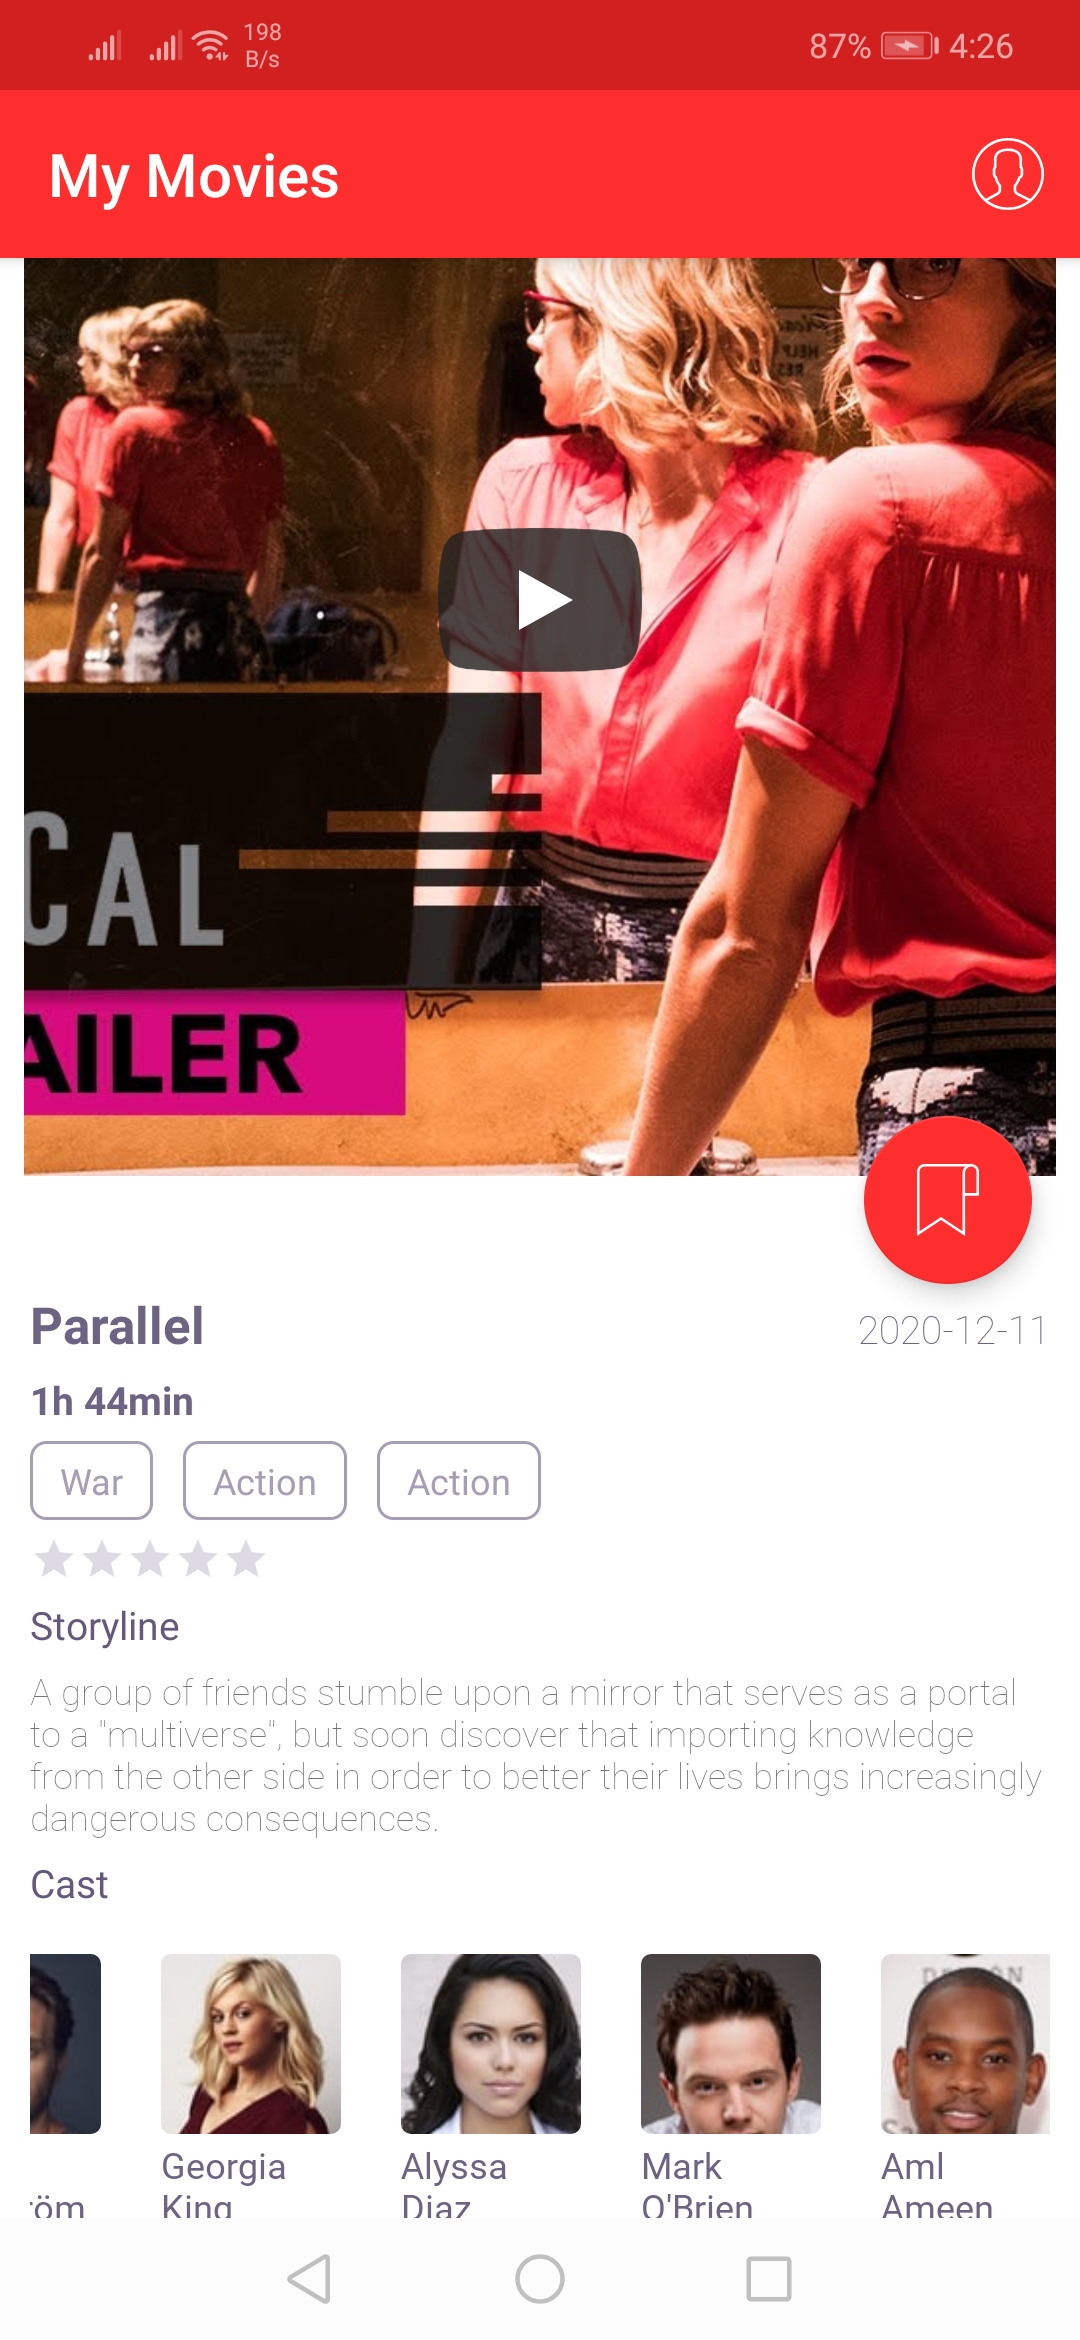 198
B/s
87%
4:26
My Movies
CAL
AILER
Parallel
2020-12-11
1h 44min
War Action Action
Storyline
A group of friends stumble upon a mirror that serves as a portal
to a "multiverse", but soon discover that importing knowledge
from the other side in order to better their lives brings increasingly
dangerous consequences.
Cast
Georgia Alyssa Mark Aml
röm King Diaz O'Brien Ameen